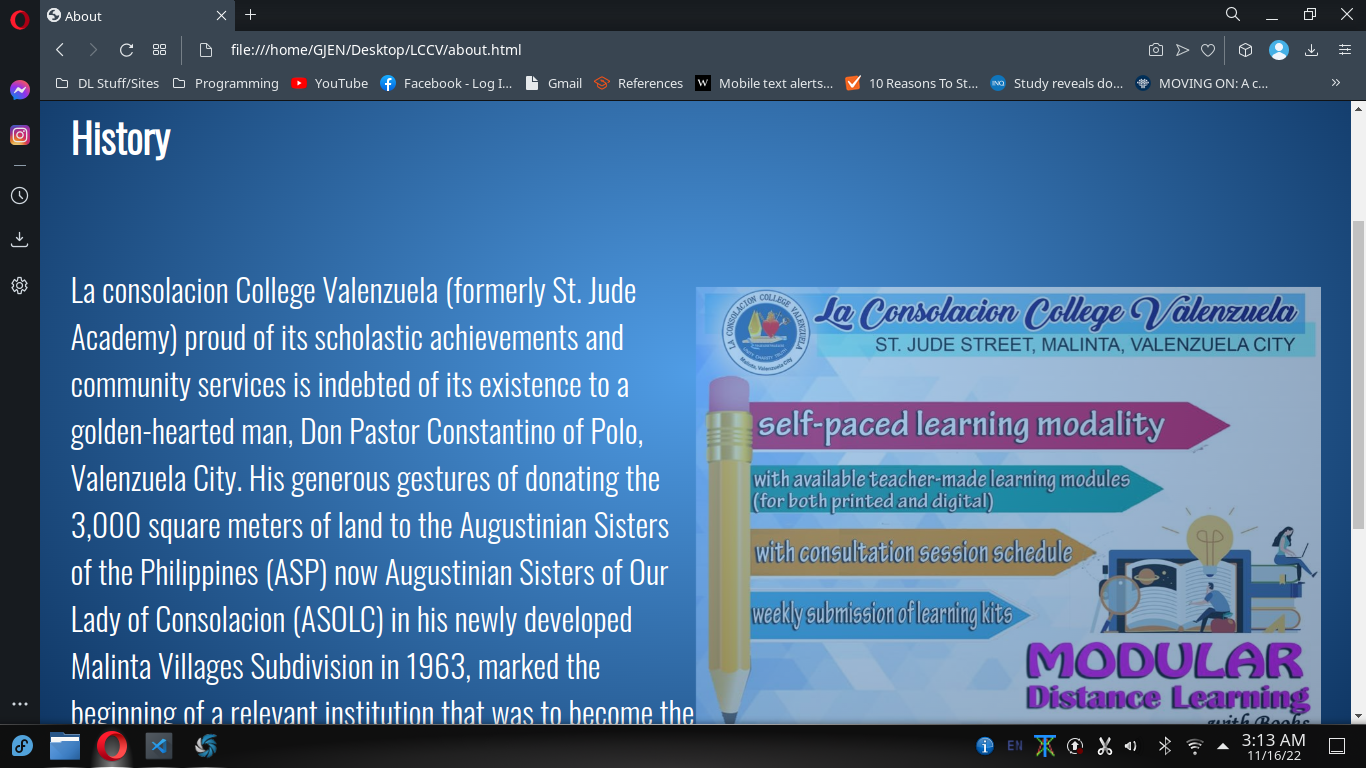 About
file:///home/GJEN/Desktop/LCCV/about.html
DL Stuff/Sites
Programming
YouTube
Facebook - Log I...
Gmail
References
W
Mobile text alerts...
10 Reasons To St...
INQ
Study reveals do...
MOVING ON: A c...
»
History
La consolacion College Valenzuela (formerly St. Jude
Academy) proud of its scholastic achievements and
community services is indebted of its existence to a
golden-hearted man, Don Pastor Constantino of Polo,
Valenzuela City. His generous gestures of donating the
3,000 square meters of land to the Augustinian Sisters
of the Philippines (ASP) now Augustinian Sisters of Our
Lady of Consolacion (ASOLC) in his newly developed
Malinta Villages Subdivision in 1963, marked the
beginning of a relevant institution that was to become the
LA CONSOLACION COLLEGE VALENZUELA
Malinta, Valenzuela City
La Consolacion College Valenzuela
ST. JUDE STREET, MALINTA, VALENZUELA CITY
self-paced learning modality
with available teacher-made learning modules
(for both printed and digital)
with consultation session schedule
weekly submission of learning kits
MODULAR
Distance Learning
with Books
EN
3:13 AM
11/16/22